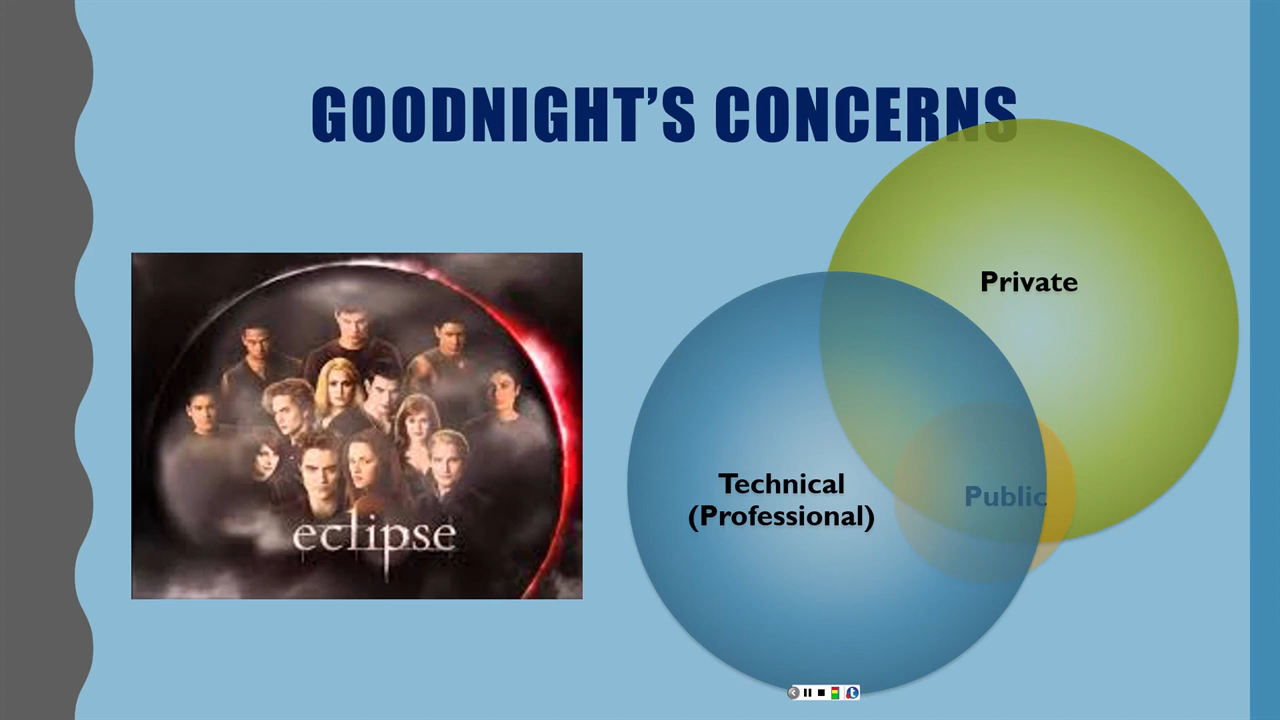 GOODNIGHT’S CONCERNS
eclipse
Private
Technical
(Professional)
Public